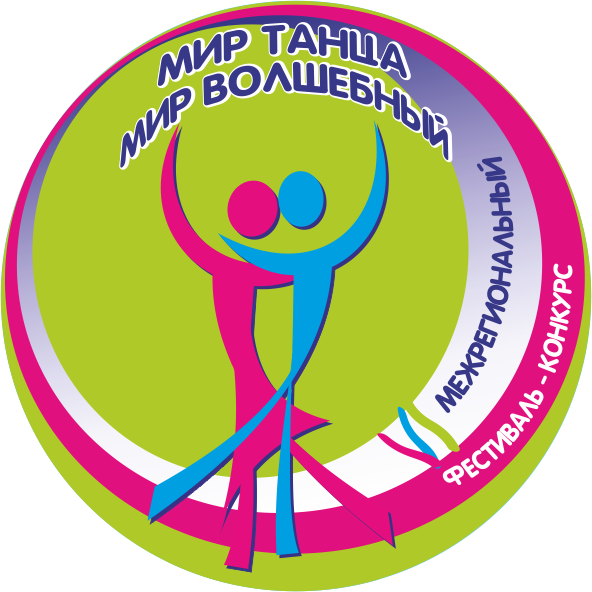 МИР ТАНЦА
МИР ВОЛШЕБНЫЙ
МЕЖРЕГИОНАЛЬНЫЙ
ФЕСТИВАЛЬ - КОНКУРС